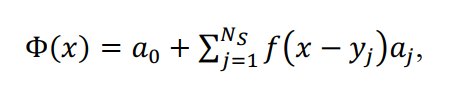 Φ(x) = a₀ + ∑_{j=1}^{N_S} f(x − y_j)a_j,